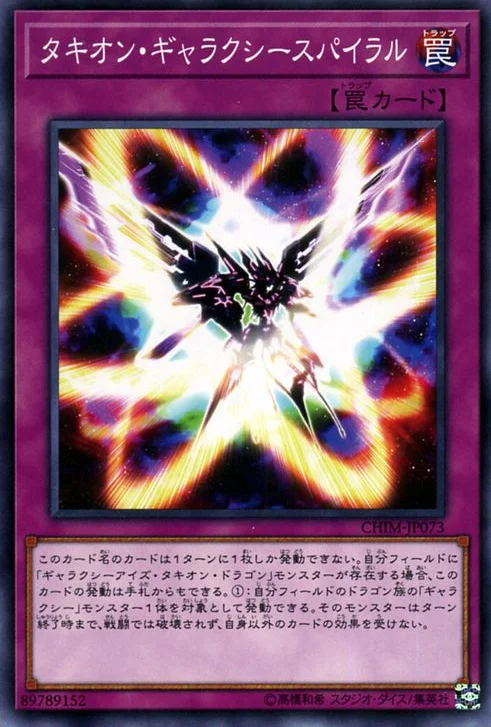 タキオン・ギャラクシースパイラル 罠
トラップ
【罠カード】
トラップ
CHIM-JP073
このカード名のカードは1ターンに1枚しか発動できない。自分フィールドに
「ギャラクシーアイズ・タキオン・ドラゴン」モンスターが存在する場合、こ
のカードの発動は手札からもできる。①:自分フィールドのドラゴン族の「ギャラ
クシー」モンスター1体を対象として発動できる。そのモンスターはターン
終了時まで、戦闘では破壊されず、自身以外のカードの効果を受けない。
89789152
©高橋和希 スタジオ・ダイス/集英社